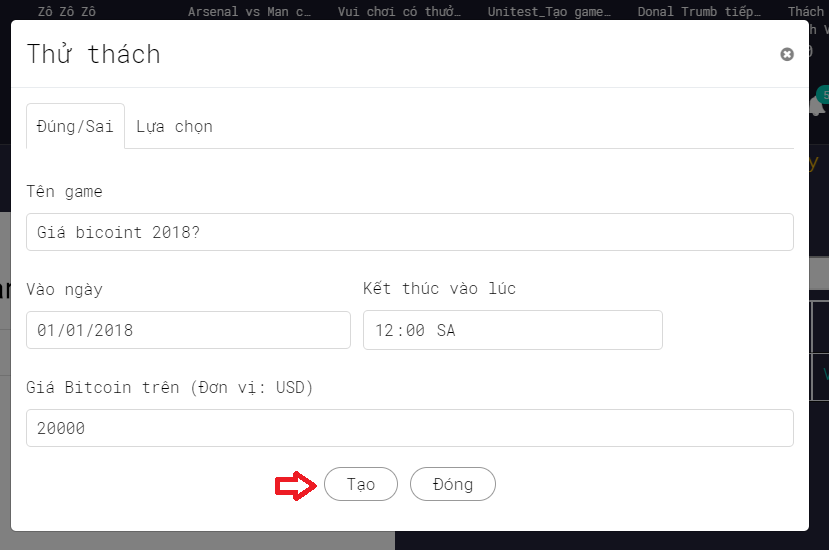 Zô Zô Zô Arsenal vs Man c… Vui chơi có thưở… Unitest_Tạo game… Donal Trumb tiếp… Thách
Thử thách
Đúng/Sai Lựa chọn
Tên game
Giá bicoint 2018?
Vào ngày Kết thúc vào lúc
01/01/2018 12:00 SA
Giá Bitcoin trên (Đơn vị: USD)
20000
Tạo Đóng